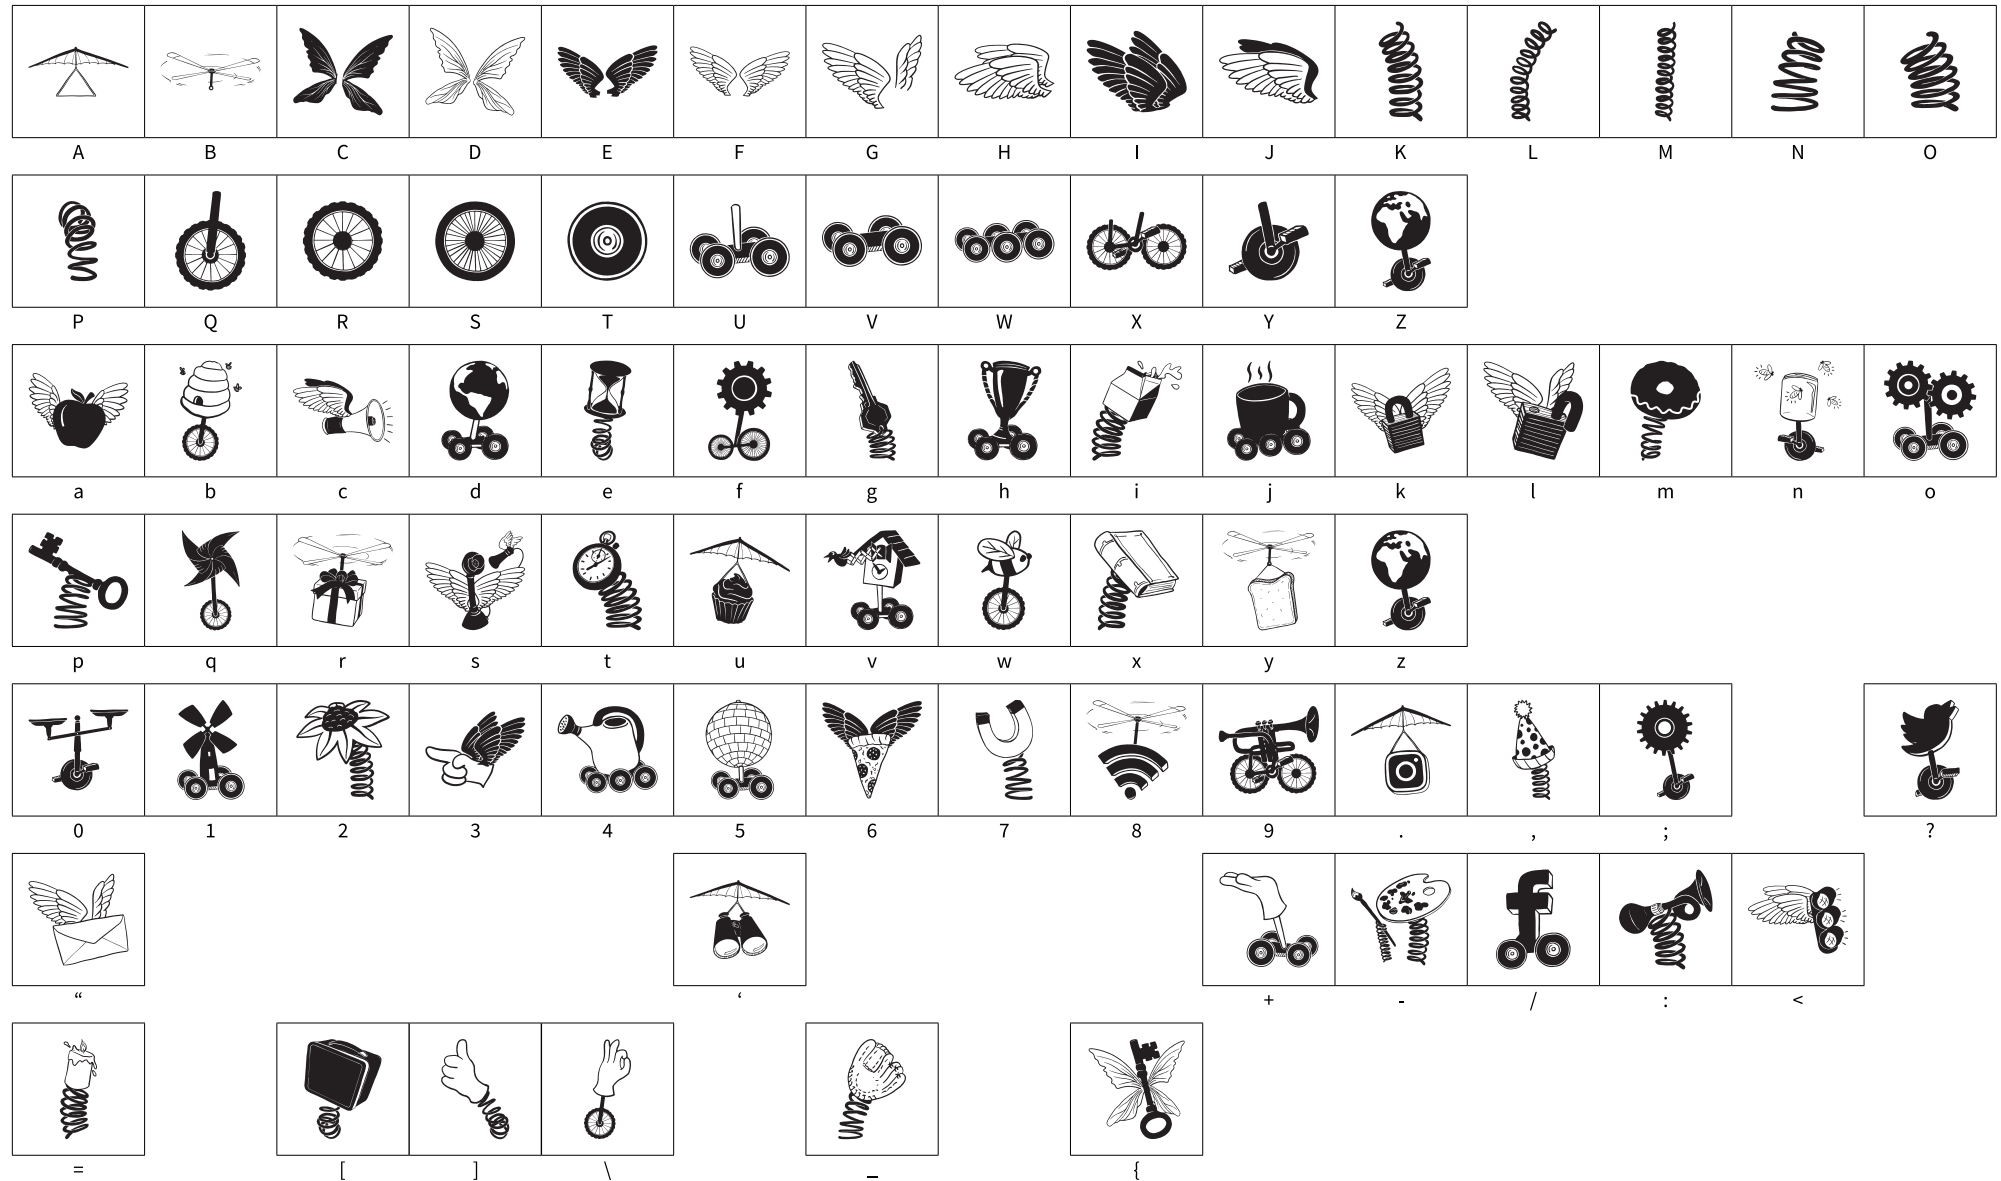 A B C D E F G H I J K L M N O
P Q R S T U V W X Y Z
a b c d e f g h i j k l m n o
p q r s t u v w x y z
0 1 2 3 4 5 6 7 8 9 . , ; ?
“ ‘ + - / : <
= [ ] \ _ {